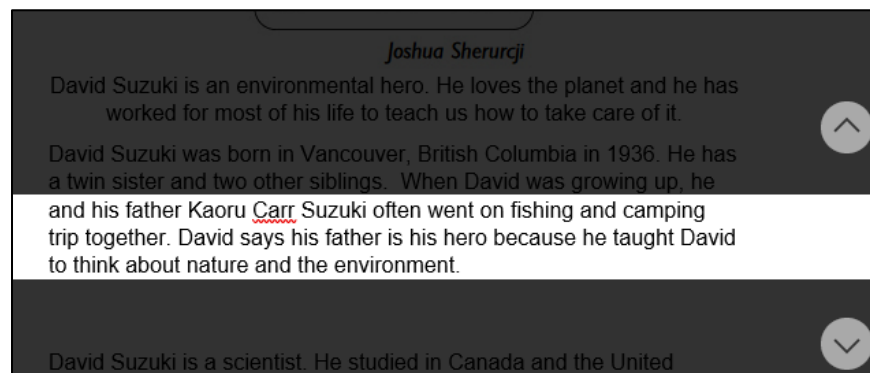 Joshua Sherurcji
David Suzuki is an environmental hero. He loves the planet and he has
worked for most of his life to teach us how to take care of it.
David Suzuki was born in Vancouver, British Columbia in 1936. He has
a twin sister and two other siblings.  When David was growing up, he
and his father Kaoru Carr Suzuki often went on fishing and camping
trip together. David says his father is his hero because he taught David
to think about nature and the environment.
David Suzuki is a scientist. He studied in Canada and the United